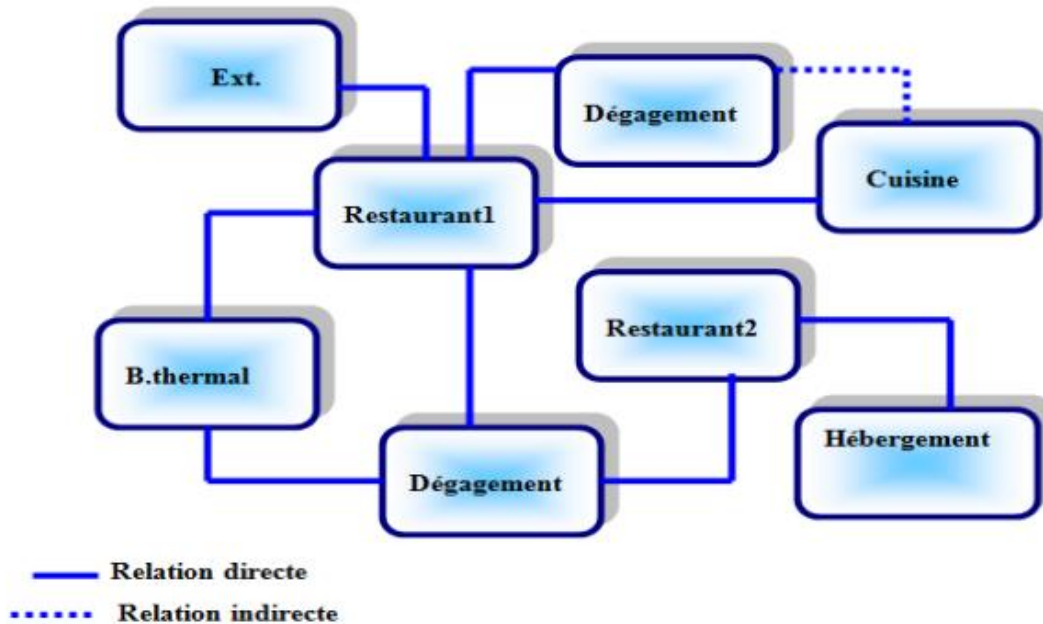 Ext.
Dégagement
Cuisine
Restaurant1
Restaurant2
B.thermal
Hébergement
Dégagement
Relation directe
Relation indirecte